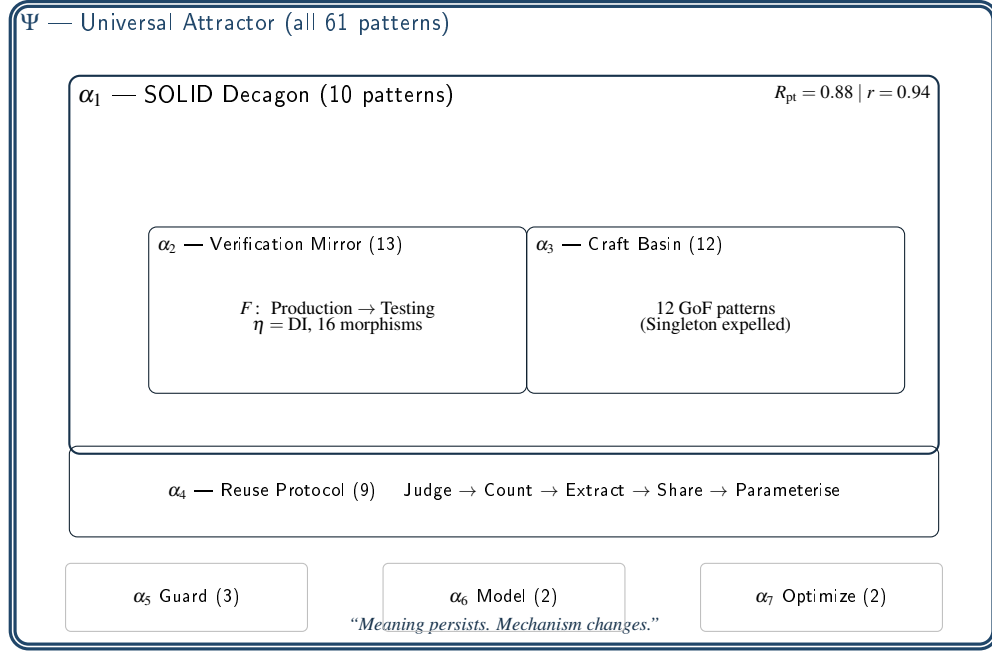 Ψ — Universal Attractor (all 61 patterns)
α₁ — SOLID Decagon (10 patterns)
R_pt = 0.88 | r = 0.94
α₂ — Verification Mirror (13)
F : Production → Testing
η = DI, 16 morphisms
α₃ — Craft Basin (12)
12 GoF patterns
(Singleton expelled)
α₄ — Reuse Protocol (9) Judge → Count → Extract → Share → Parameterise
α₅ Guard (3)
α₆ Model (2)
α₇ Optimize (2)
“Meaning persists. Mechanism changes.”